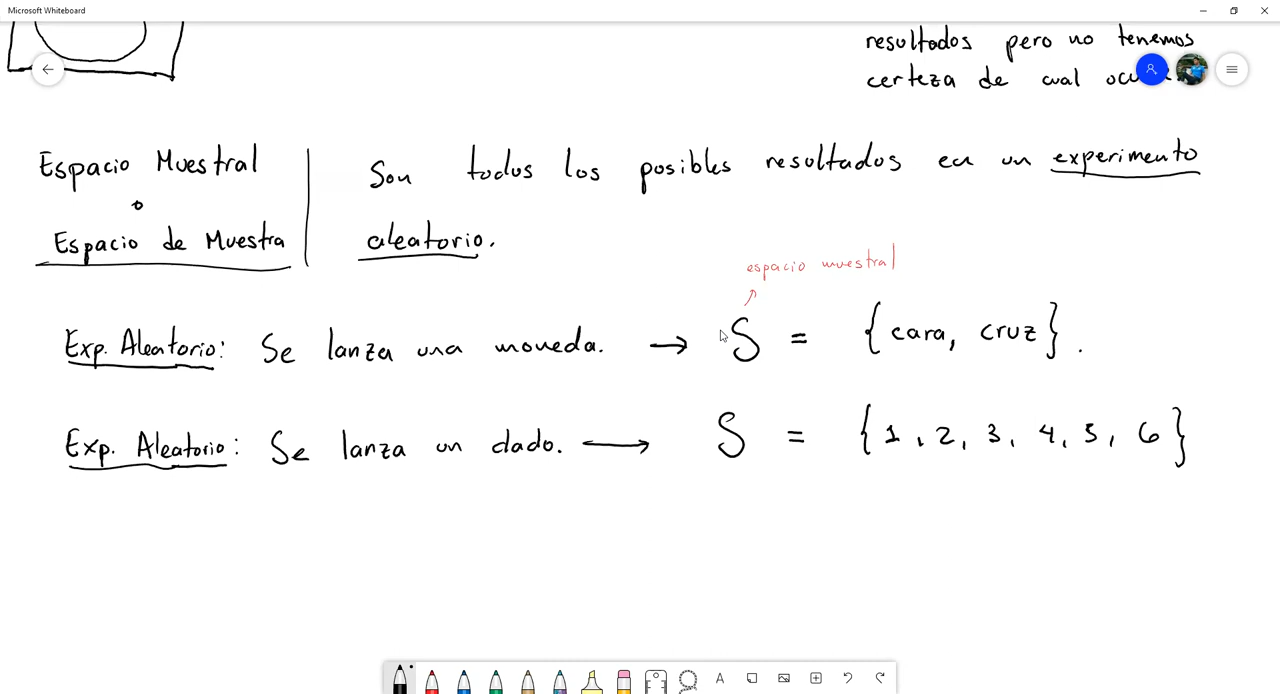 Microsoft Whiteboard
resultados pero no tenemos
certeza de cual
Espacio Muestral
o
Espacio de Muestra
Son todos los posibles resultados en un experimento
aleatorio.
espacio muestral
Exp. Aleatorio: Se lanza una moneda. → S = {cara, cruz}.
Exp. Aleatorio: Se lanza un dado. → S = {1, 2, 3, 4, 5, 6}
A